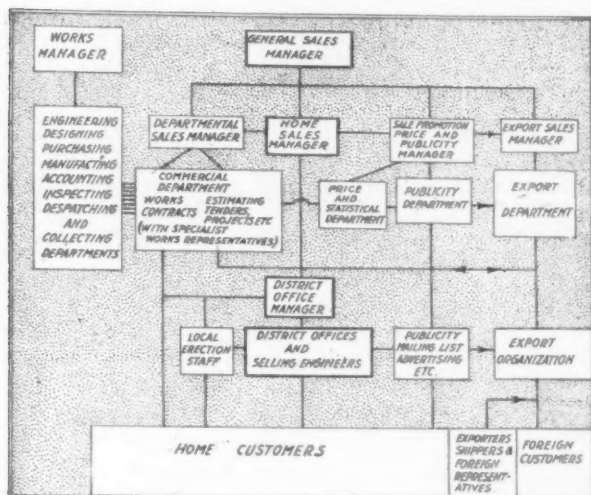 WORKS
MANAGER
GENERAL SALES
MANAGER
ENGINEERING
DESIGNING
PURCHASING
MANUFACTING
ACCOUNTING
INSPECTING
DESPATCHING
AND
COLLECTING
DEPARTMENTS
DEPARTMENTAL
SALES MANAGER
HOME
SALES
MANAGER
SALE PROMOTION
PRICE AND
PUBLICITY
MANAGER
EXPORT SALES
MANAGER
COMMERCIAL
DEPARTMENT
WORKS ESTIMATING
CONTRACTS TENDERS,
PROJECTS ETC
(WITH SPECIALIST
WORKS REPRESENTATIVES)
PRICE
AND
STATISTICAL
DEPARTMENT
PUBLICITY
DEPARTMENT
EXPORT
DEPARTMENT
DISTRICT
OFFICE
MANAGER
LOCAL
ERECTION
STAFF
DISTRICT OFFICES
AND
SELLING ENGINEERS
PUBLICITY
MAILING LIST
ADVERTISING
ETC.
EXPORT
ORGANIZATION
HOME CUSTOMERS
EXPORTERS
SHIPPERS &
FOREIGN
REPRESENT-
ATIVES
FOREIGN
CUSTOMERS